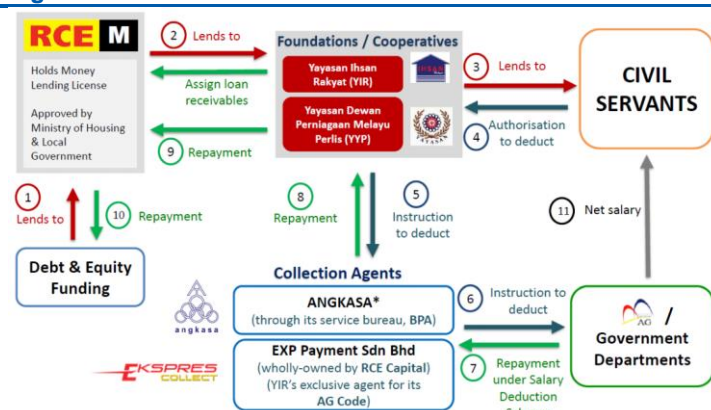 RCE M
Holds Money
Lending License
Approved by
Ministry of Housing
& Local
Government
2 Lends to
Assign loan
receivables
9 Repayment
Foundations / Cooperatives
Yayasan Ihsan
Rakyat (YIR)
IHSAN
Yayasan Dewan
Perniagaan Melayu
Perlis (YYP)
YAYASAN
3 Lends to
4 Authorisation
to deduct
CIVIL
SERVANTS
1
Lends to
10 Repayment
Debt & Equity
Funding
8
Repayment
5
Instruction
to deduct
11 Net salary
Collection Agents
angkasa
ANGKASA*
(through its service bureau, BPA)
6 Instruction to
deduct
EKSPRES
COLLECT
EXP Payment Sdn Bhd
(wholly-owned by RCE Capital)
(YIR's exclusive agent for its
AG Code)
7 Repayment
under Salary
Deduction
AG /
Government
Departments